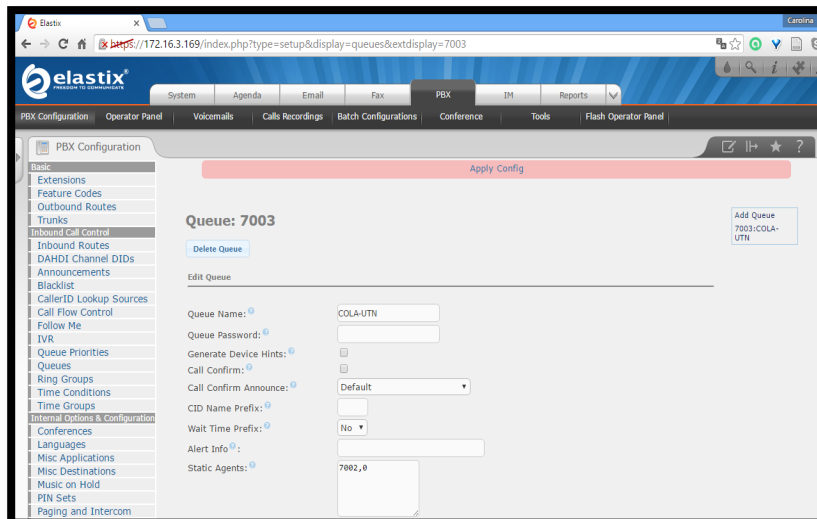 Elastix
Carolina
https://172.16.3.169/index.php?type=setup&display=queues&extdisplay=7003
elastix®
FREEDOM TO COMMUNICATE
System Agenda Email Fax PBX IM Reports
PBX Configuration Operator Panel Voicemails Calls Recordings Batch Configurations Conference Tools Flash Operator Panel
PBX Configuration
Basic
Extensions
Feature Codes
Outbound Routes
Trunks
Inbound Call Control
Inbound Routes
DAHDI Channel DIDs
Announcements
Blacklist
CallerID Lookup Sources
Call Flow Control
Follow Me
IVR
Queue Priorities
Queues
Ring Groups
Time Conditions
Time Groups
Internal Options & Configuration
Conferences
Languages
Misc Applications
Misc Destinations
Music on Hold
PIN Sets
Paging and Intercom
Apply Config
Queue: 7003
Delete Queue
Edit Queue
Queue Name: COLA-UTN
Queue Password:
Generate Device Hints:
Call Confirm:
Call Confirm Announce: Default
CID Name Prefix:
Wait Time Prefix: No
Alert Info:
Static Agents: 7002,0
Add Queue
7003:COLA-
UTN